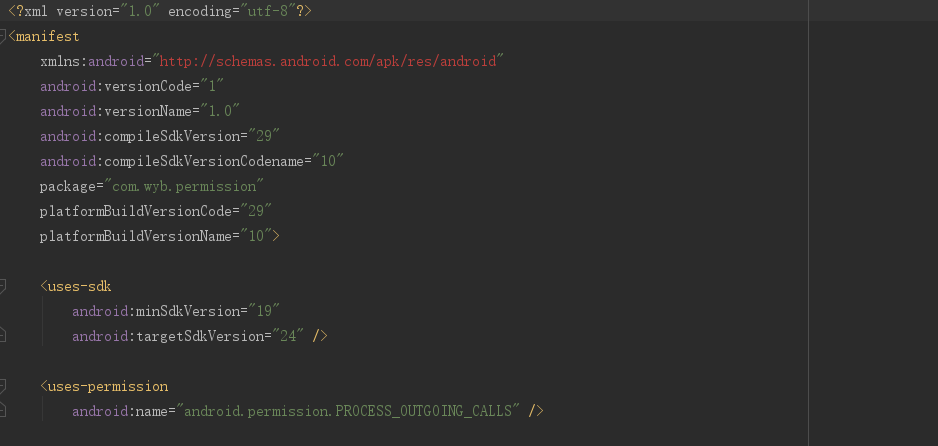 <?xml version="1.0" encoding="utf-8"?>
<manifest
xmlns:android="http://schemas.android.com/apk/res/android"
android:versionCode="1"
android:versionName="1.0"
android:compileSdkVersion="29"
android:compileSdkVersionCodename="10"
package="com.wyb.permission"
platformBuildVersionCode="29"
platformBuildVersionName="10">
<uses-sdk
android:minSdkVersion="19"
android:targetSdkVersion="24" />
<uses-permission
android:name="android.permission.PROCESS_OUTGOING_CALLS" />